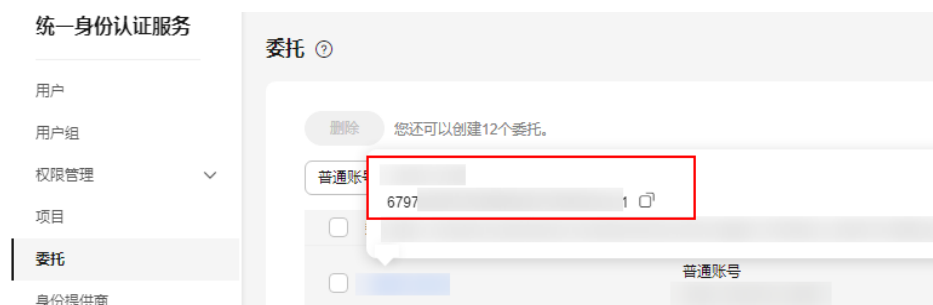 统一身份认证服务
委托 ?
用户
用户组
权限管理
项目
委托
身份提供商
删除 您还可以创建12个委托。
普通账号
6797 1
普通账号